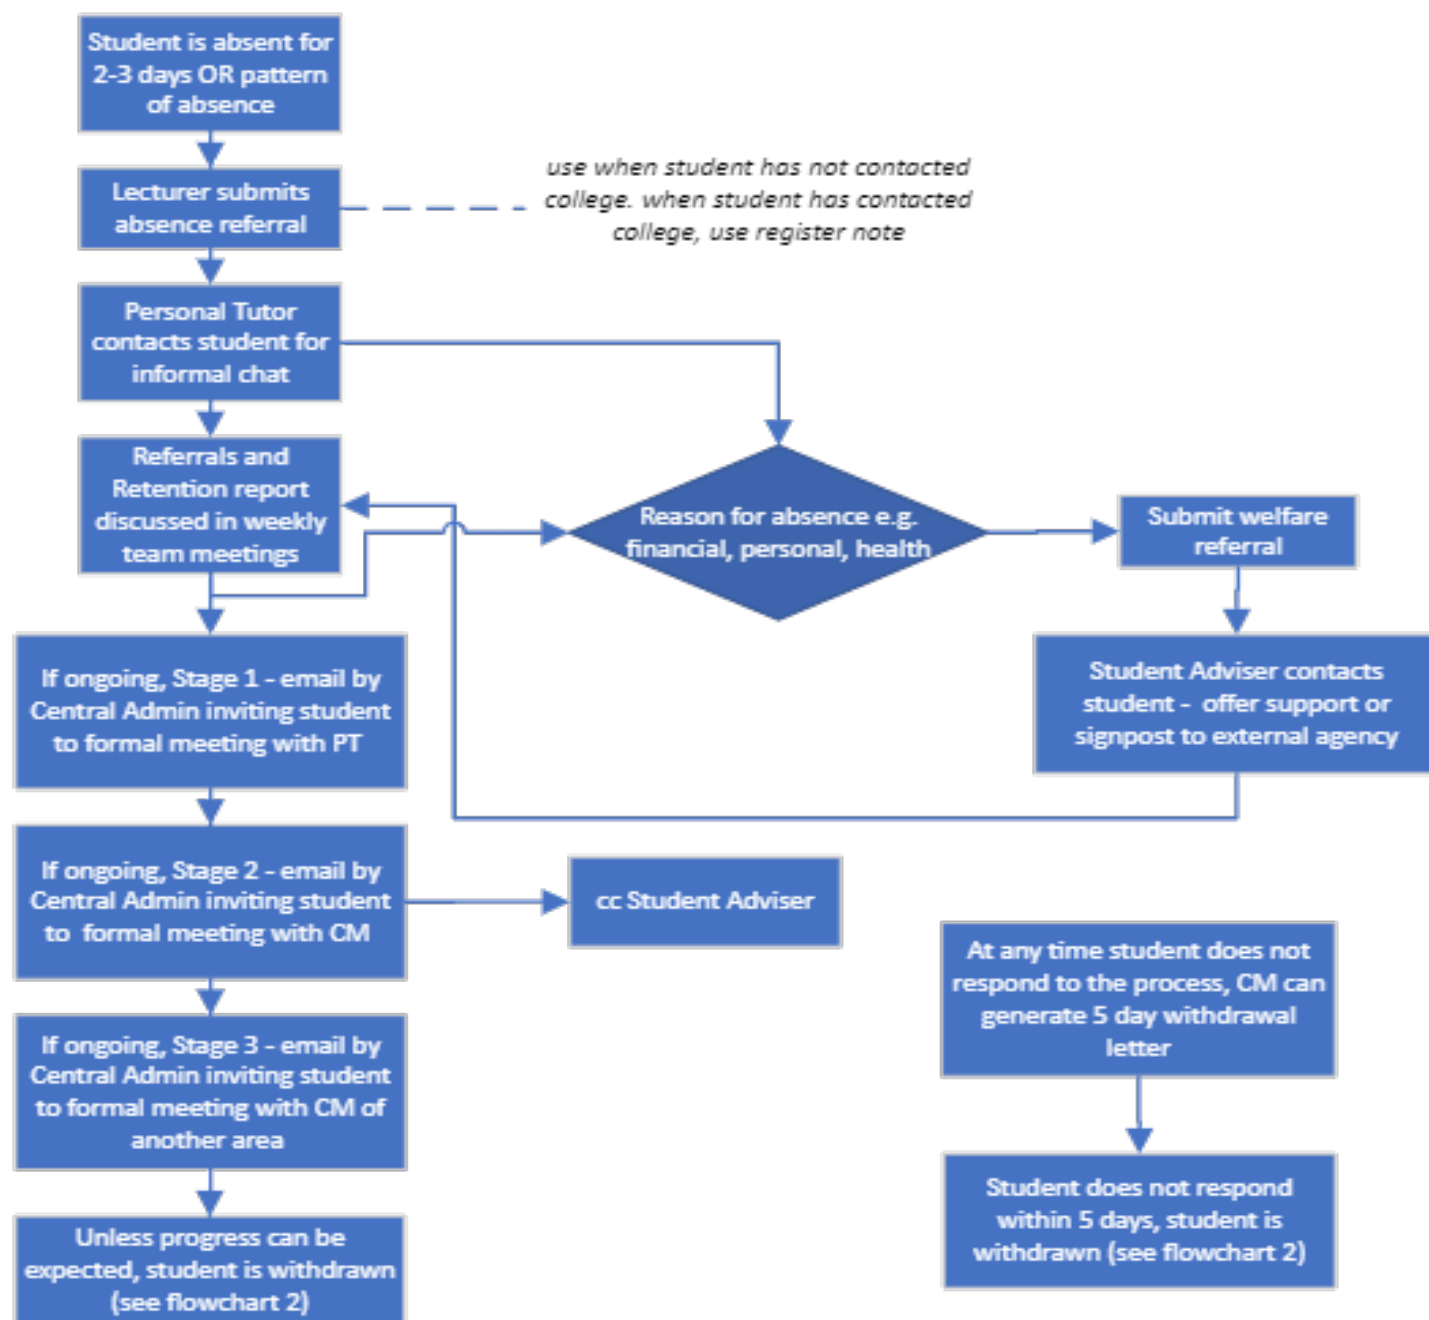 Student is absent for
2-3 days OR pattern
of absence
Lecturer submits
absence referral
use when student has not contacted
college. when student has contacted
college, use register note
Personal Tutor
contacts student for
informal chat
Referrals and
Retention report
discussed in weekly
team meetings
Reason for absence e.g.
financial, personal, health
Submit welfare
referral
Student Adviser contacts
student - offer support or
signpost to external agency
If ongoing, Stage 1 - email by
Central Admin inviting student
to formal meeting with PT
If ongoing, Stage 2 - email by
Central Admin inviting student
to formal meeting with CM
cc Student Adviser
If ongoing, Stage 3 - email by
Central Admin inviting student
to formal meeting with CM of
another area
Unless progress can be
expected, student is withdrawn
(see flowchart 2)
At any time student does not
respond to the process, CM can
generate 5 day withdrawal
letter
Student does not respond
within 5 days, student is
withdrawn (see flowchart 2)